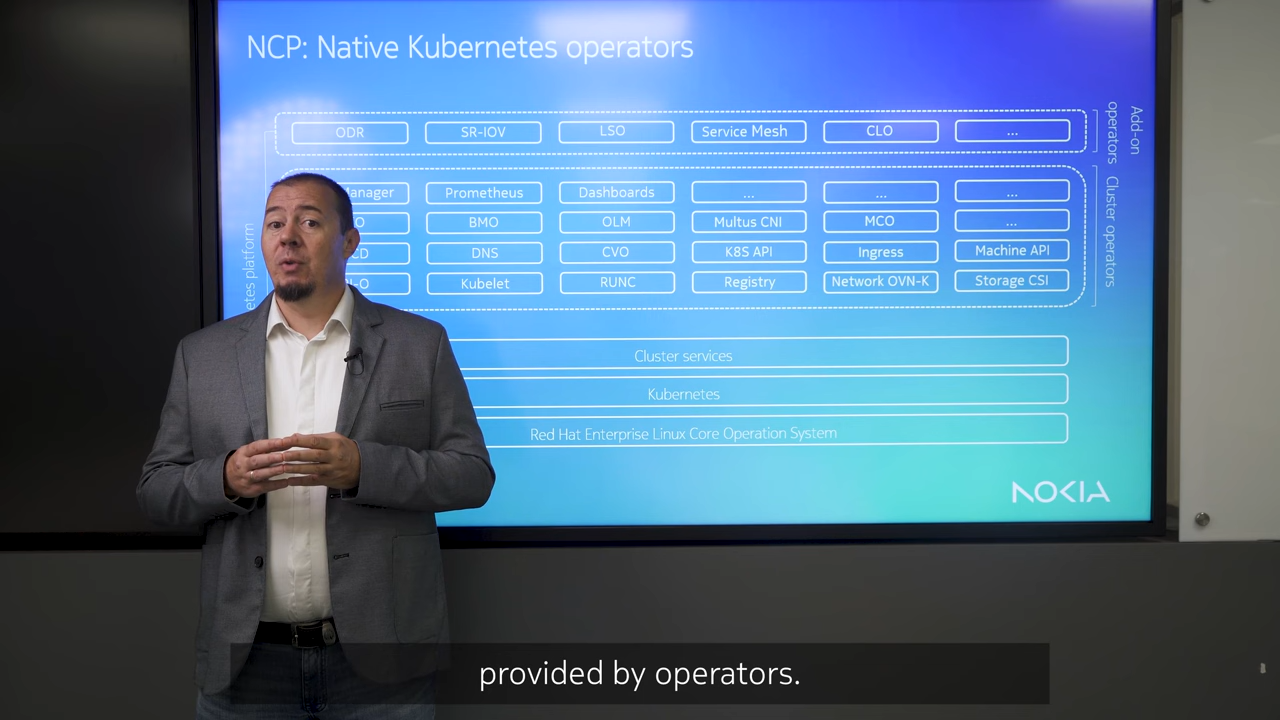 NCP: Native Kubernetes operators
ODR
SR-IOV
LSO
Service Mesh
CLO
...
Add-on
operators
Prometheus
Dashboards
...
...
...
BMO
OLM
Multus CNI
MCO
...
DNS
CVO
K8S API
Ingress
Machine API
Kubelet
RUNC
Registry
Network OVN-K
Storage CSI
Cluster operators
platform
Cluster services
Kubernetes
Red Hat Enterprise Linux Core Operation System
NOKIA
provided by operators.